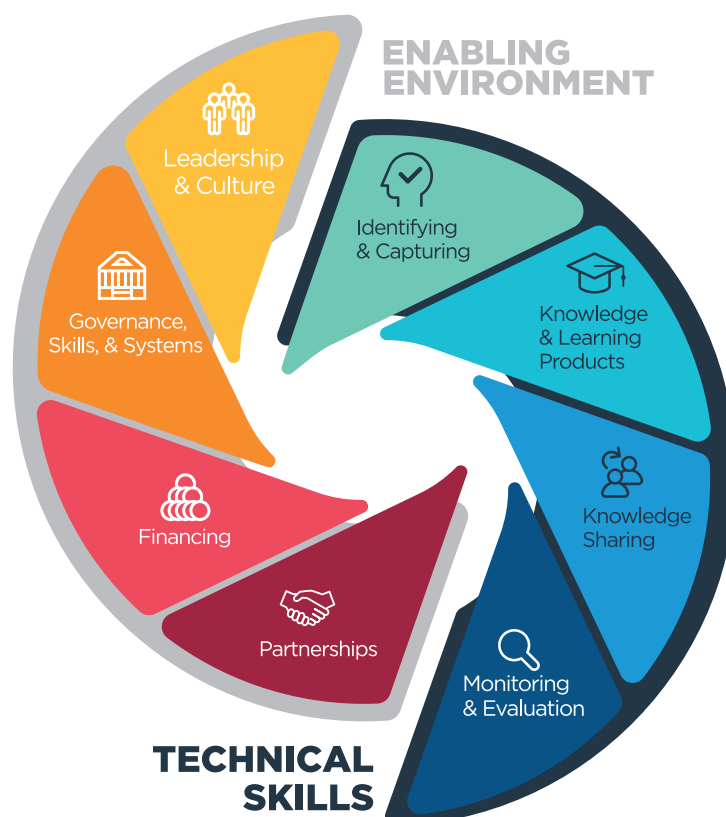 ENABLING
ENVIRONMENT
Leadership
& Culture
Identifying
& Capturing
Governance,
Skills, & Systems
Knowledge
& Learning
Products
Financing
Knowledge
Sharing
Partnerships
Monitoring
& Evaluation
TECHNICAL
SKILLS